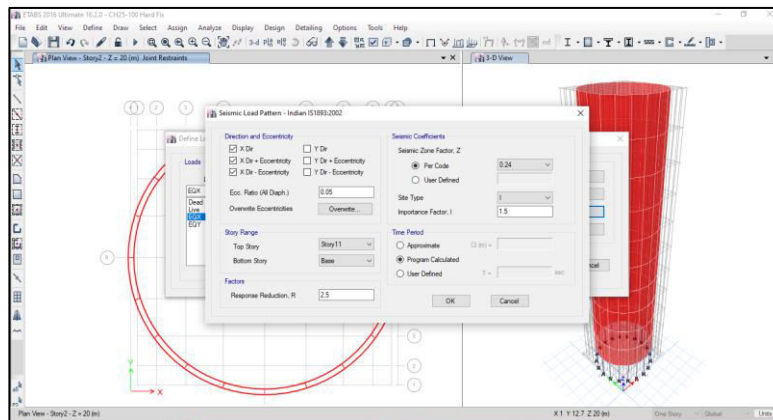 ETABS 2016 Ultimate 16.2.0 - CH25-100 Hard Fix
File Edit View Define Draw Select Assign Analyze Display Design Detailing Options Tools Help
Plan View - Story2 - Z = 20 (m) Joint Restraints
3-D View
Seismic Load Pattern - Indian IS1893:2002
Loads
EQX
Dead
Live
EQX
EQY
Direction and Eccentricity
X Dir
Y Dir
X Dir + Eccentricity
Y Dir + Eccentricity
X Dir - Eccentricity
Y Dir - Eccentricity
Ecc. Ratio (All Diaph.)
0.05
Overwrite Eccentricities
Overwrite...
Story Range
Top Story
Story11
Bottom Story
Base
Factors
Response Reduction, R
2.5
Seismic Coefficients
Seismic Zone Factor, Z
Per Code
0.24
User Defined
Site Type
I
Importance Factor, I
1.5
Time Period
Approximate
Ct (m) =
Program Calculated
User Defined
T =
sec
OK
Cancel
Y
X
Plan View - Story2 - Z = 20 (m)
X 1 Y 12.7 Z 20 (m)
One Story
Global
Units